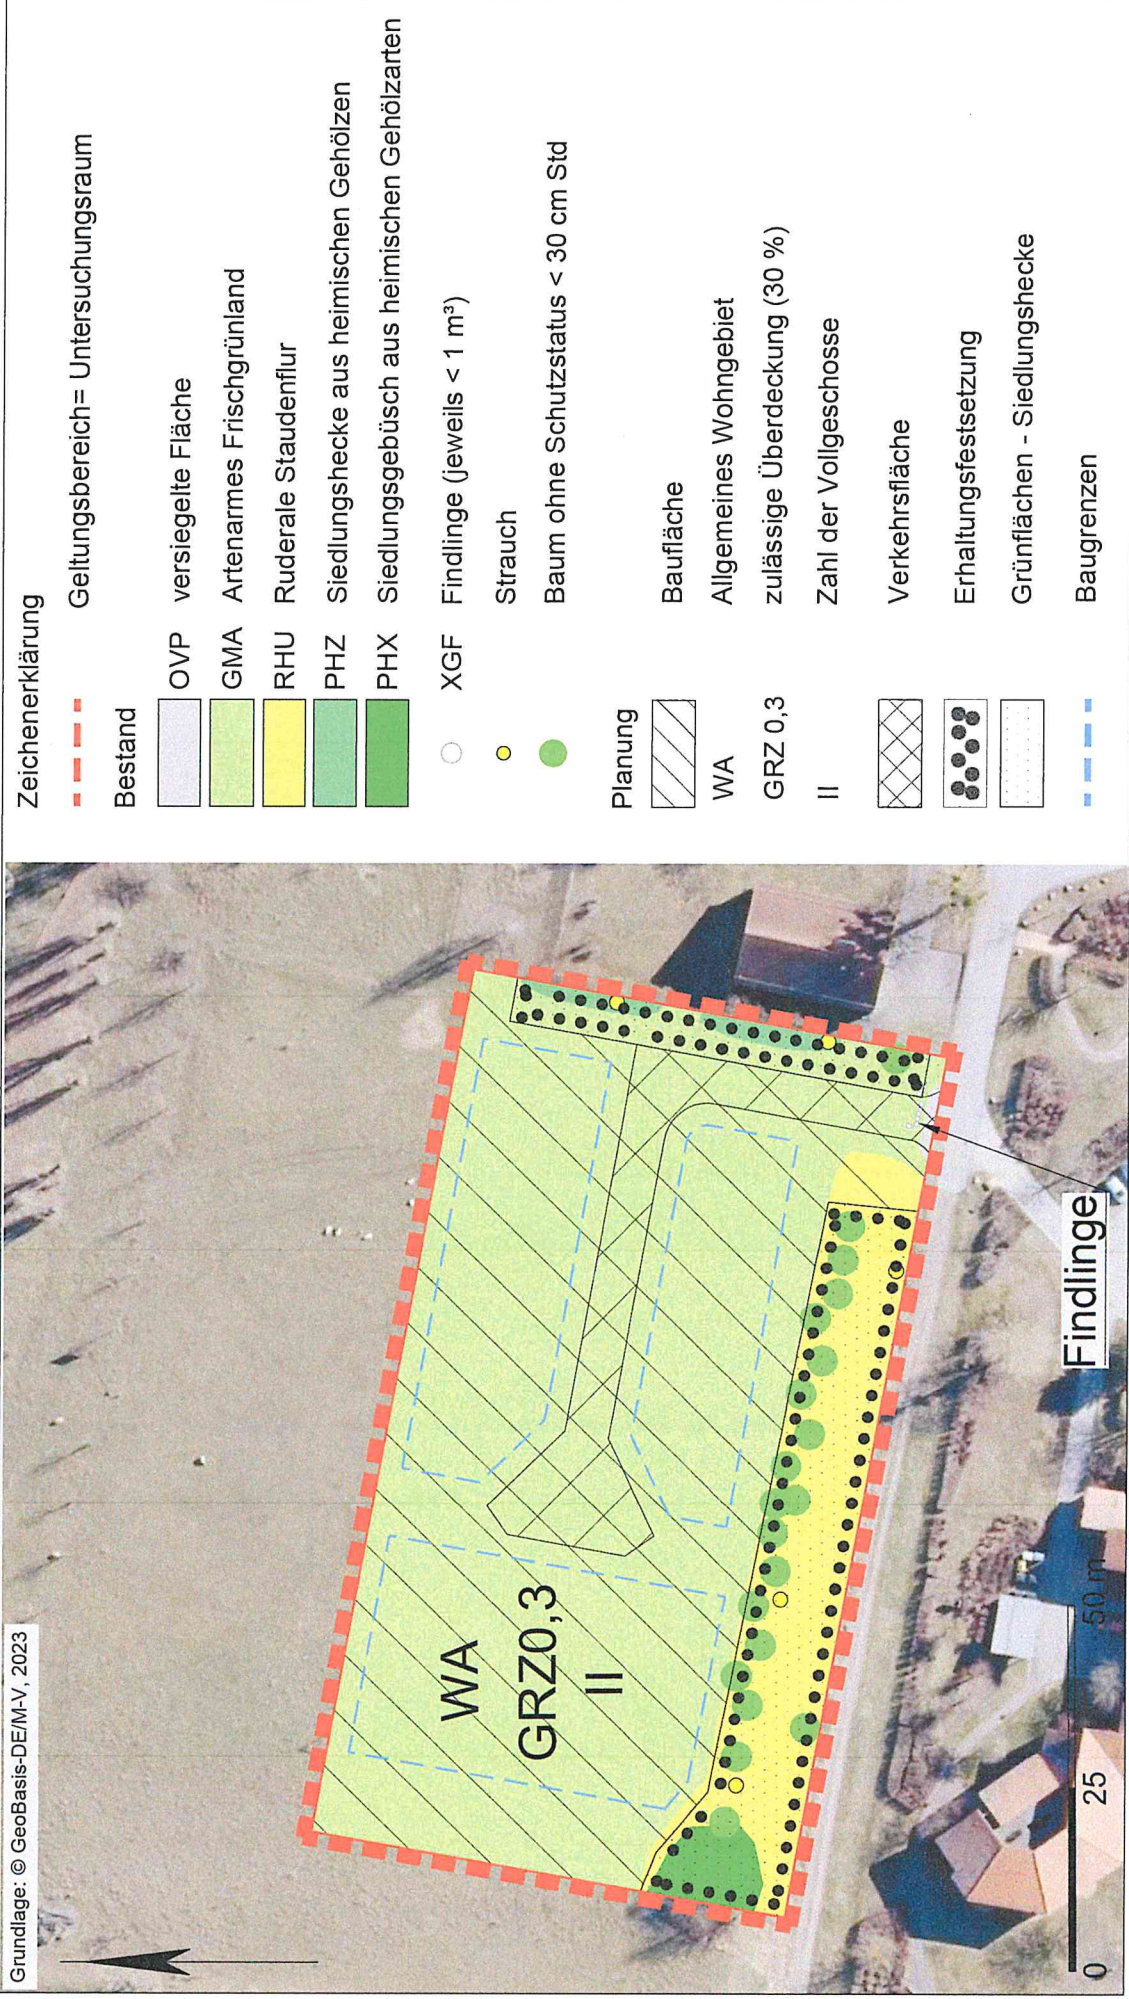 Grundlage: © GeoBasis-DE/M-V, 2023
WA
GRZ0,3
II
Findlinge
0 25 50 m
Zeichenerklärung
Geltungsbereich= Untersuchungsraum
Bestand
OVP versiegelte Fläche
GMA Artenarmes Frischgrünland
RHU Ruderale Staudenflur
PHZ Siedlungshecke aus heimischen Gehölzen
PHX Siedlungsgebüsch aus heimischen Gehölzarten
XGF Findlinge (jeweils < 1 m³)
Strauch
Baum ohne Schutzstatus < 30 cm Std
Planung
Baufläche
WA Allgemeines Wohngebiet
GRZ 0,3 zulässige Überdeckung (30 %)
II Zahl der Vollgeschosse
Verkehrsfläche
Erhaltungsfestsetzung
Grünflächen - Siedlungshecke
Baugrenzen